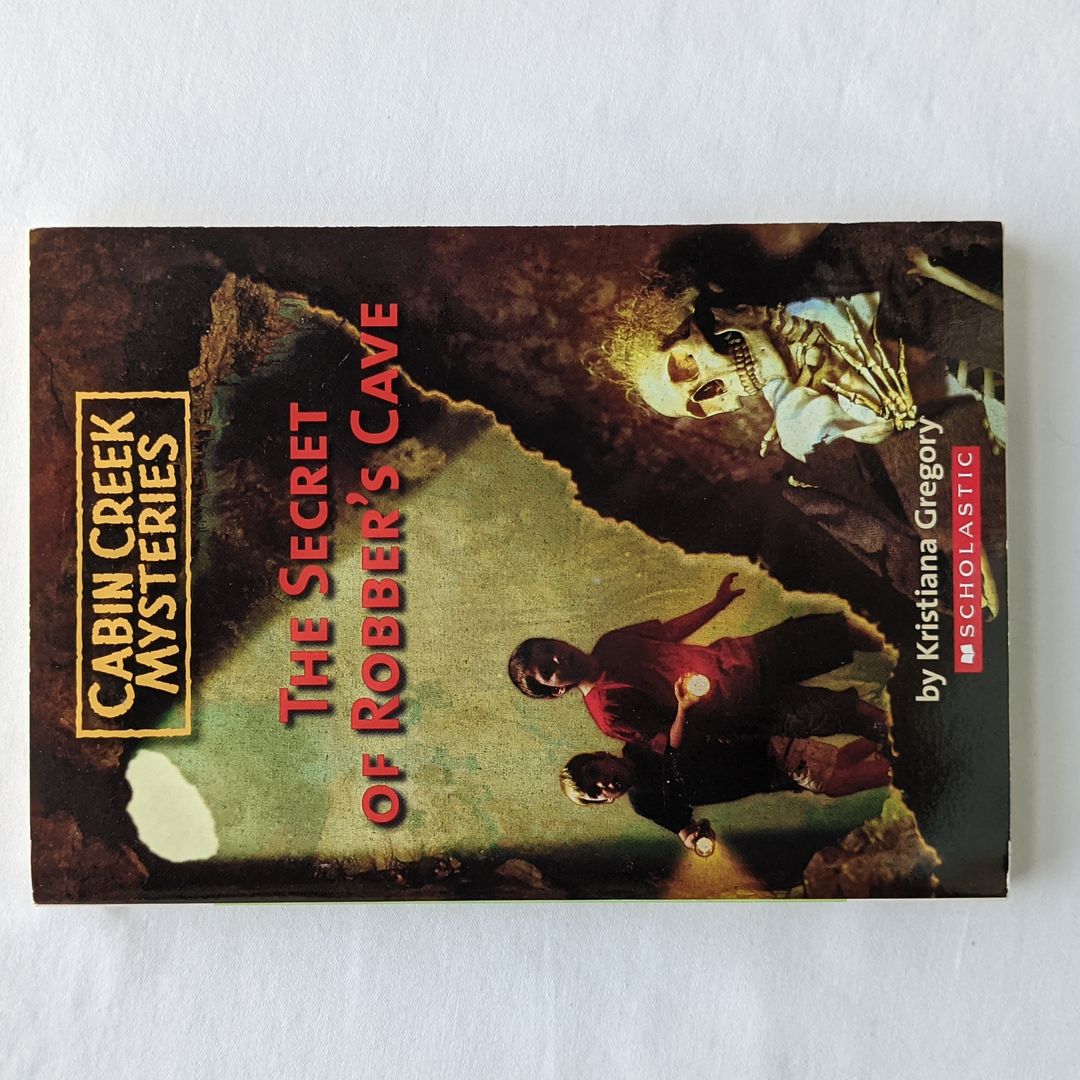 CABIN CREEK
MYSTERIES
THE SECRET
OF ROBBER'S CAVE
by Kristiana Gregory
SCHOLASTIC